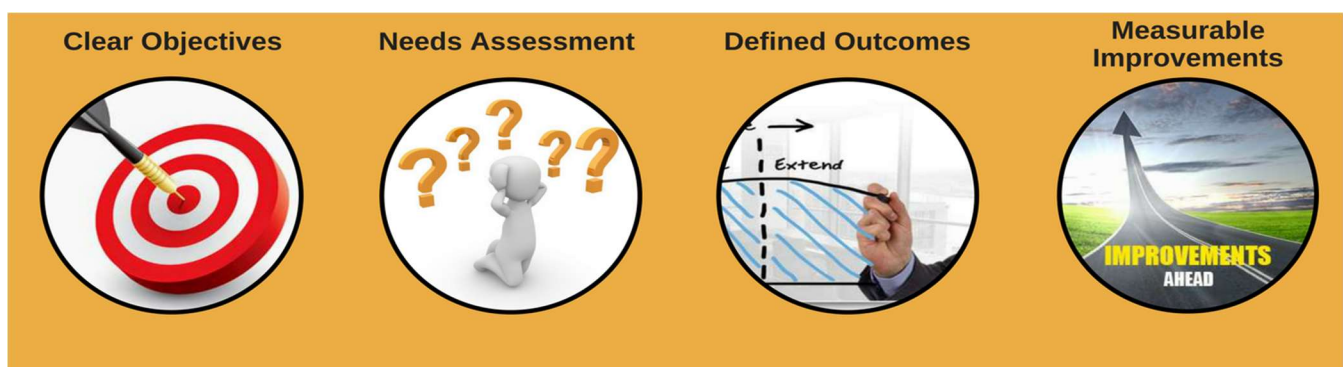 Clear Objectives
Needs Assessment
Defined Outcomes
Measurable
Improvements
? ? ? ? ?
Extend
IMPROVEMENTS
AHEAD